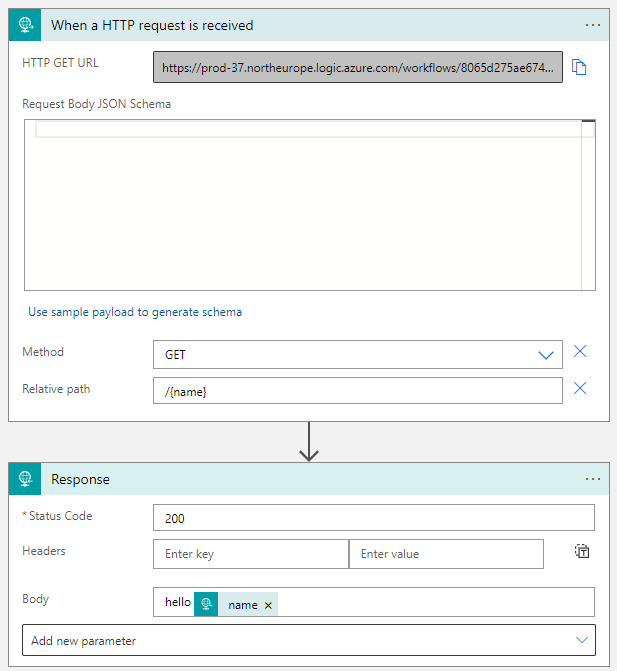 When a HTTP request is received
HTTP GET URL
https://prod-37.northeurope.logic.azure.com/workflows/8065d275ae674...
Request Body JSON Schema
Use sample payload to generate schema
Method
GET
Relative path
/{name}
Response
* Status Code
200
Headers
Enter key
Enter value
Body
hello name ×
Add new parameter